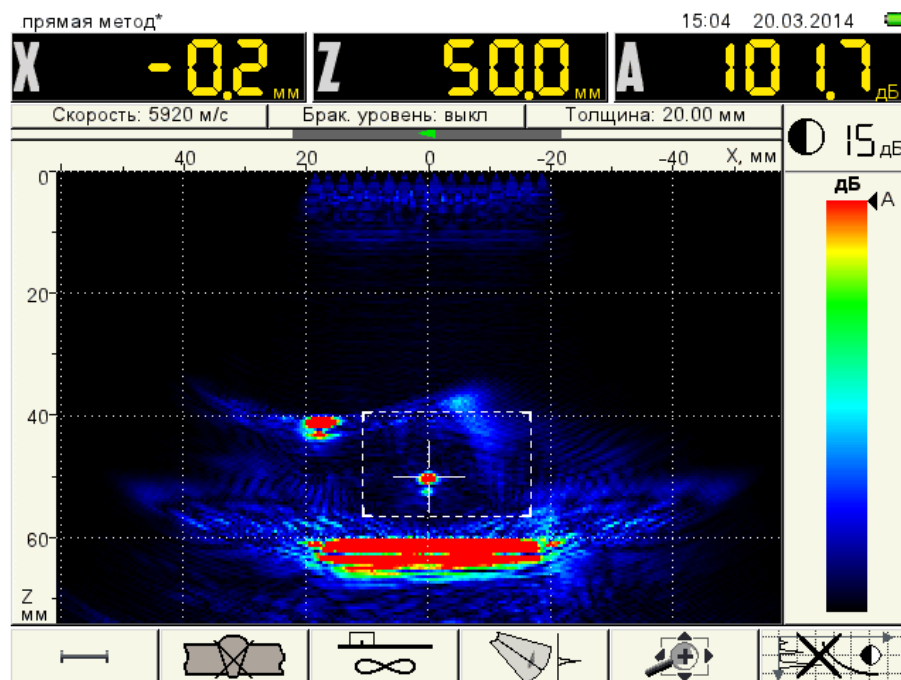 прямая метод* 15:04 20.03.2014
X -0.2 мм Z 50.0 мм A 101.7 дБ
Скорость: 5920 м/с Брак. уровень: выкл Толщина: 20.00 мм
15 дБ
40 20 0 -20 -40 X, мм
дБ
A
0
20
40
60
Z
мм